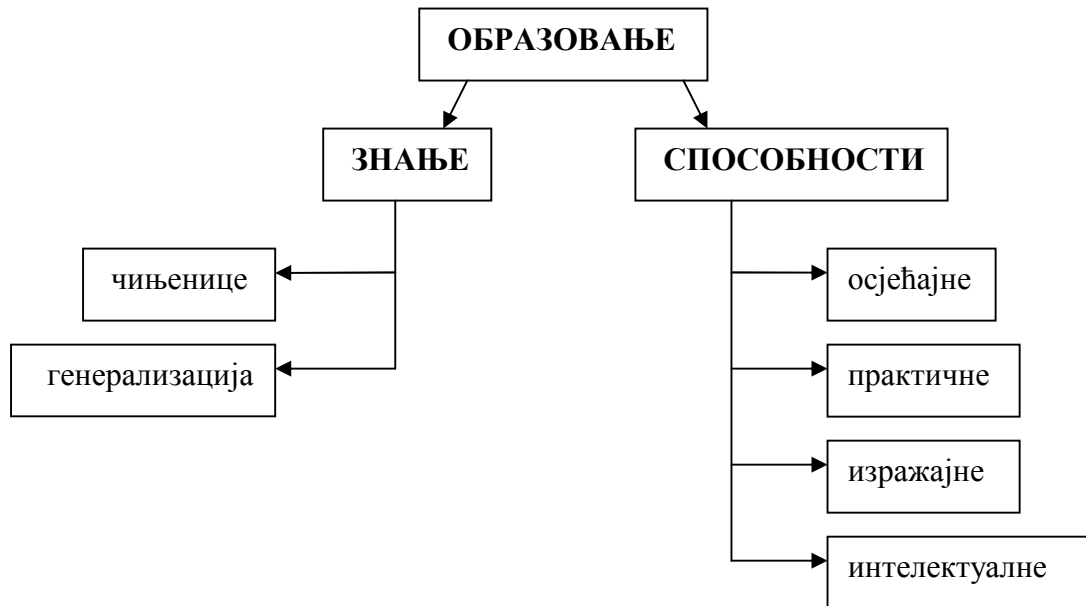 ОБРАЗОВАЊЕ
ЗНАЊЕ
СПОСОБНОСТИ
чињенице
генерализација
осјећајне
практичне
изражајне
интелектуалне